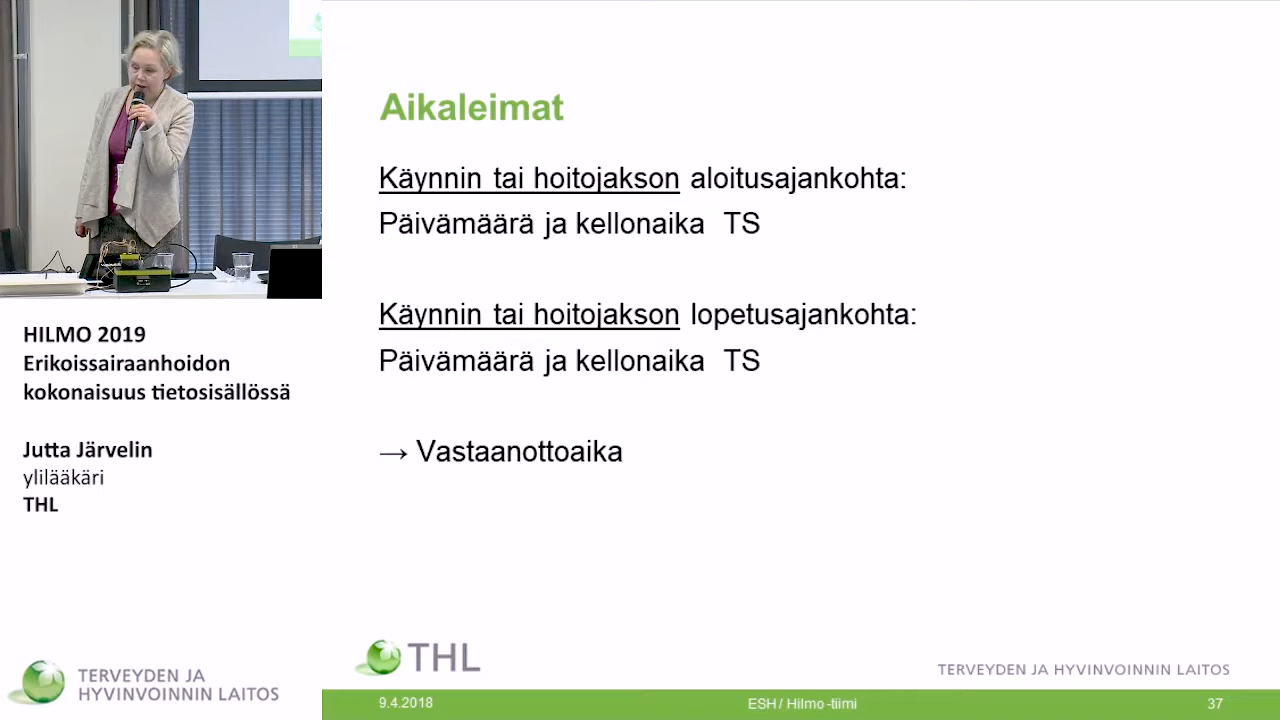 Aikaleimat
Käynnin tai hoitojakson aloitusajankohta:
Päivämäärä ja kellonaika TS
Käynnin tai hoitojakson lopetusajankohta:
Päivämäärä ja kellonaika TS
→ Vastaanottoaika
HILMO 2019
Erikoissairaanhoidon
kokonaisuus tietosisällössä
Jutta Järvelin
ylilääkäri
THL
TERVEYDEN JA
HYVINVOINNIN LAITOS
THL
TERVEYDEN JA HYVINVOINNIN LAITOS
9.4.2018
ESH / Hilmo -tiimi
37